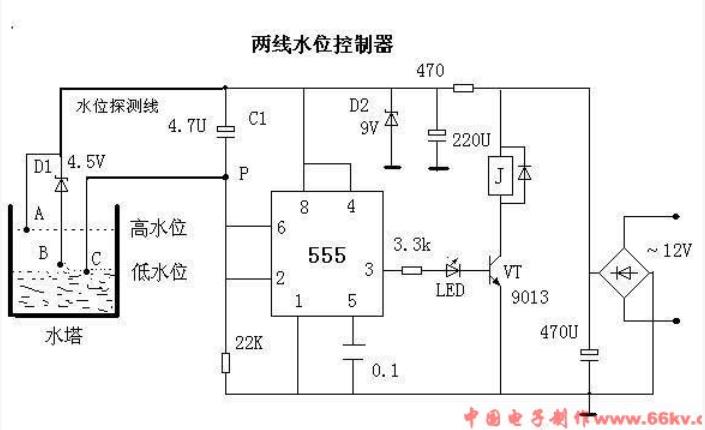 两线水位控制器
470
水位探测线
4.7U
C1
D2
9V
220U
D1
4.5V
P
J
A
高水位
B
C
低水位
水塔
8
4
6
555
2
3
1
5
3.3k
LED
VT
9013
~12V
22K
0.1
470U
中国电子制作www.66kv.c